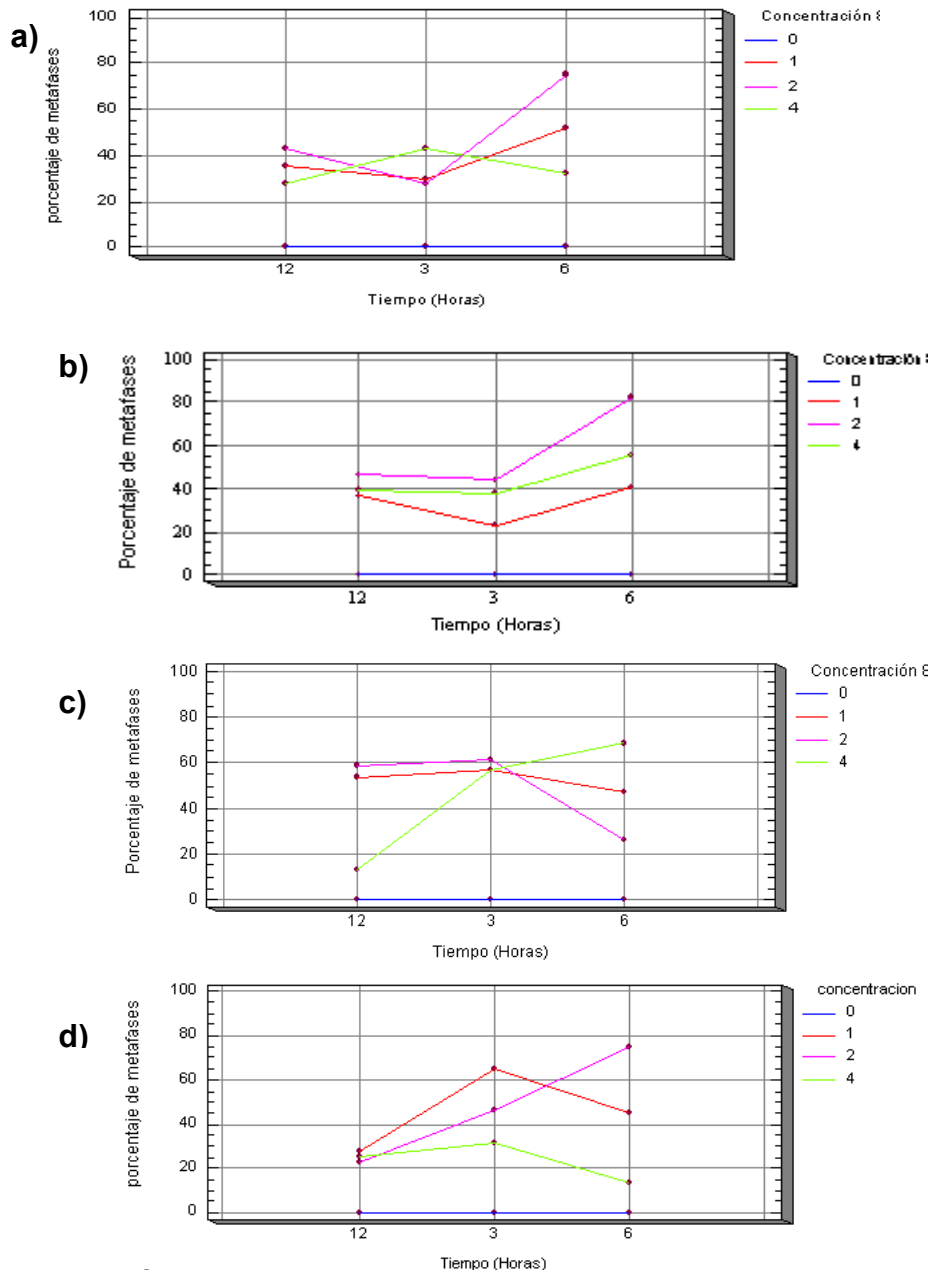 a)
porcentaje de metafases
100
80
60
40
20
0
12 3 6
Tiempo (Horas)
Concentración
0
1
2
4
b)
Porcentaje de metafases
100
80
60
40
20
0
12 3 6
Tiempo (Horas)
Concentración
0
1
2
4
c)
Porcentaje de metafases
100
80
60
40
20
0
12 3 6
Tiempo (Horas)
Concentración
0
1
2
4
d)
porcentaje de metafases
100
80
60
40
20
0
12 3 6
Tiempo (Horas)
concentracion
0
1
2
4